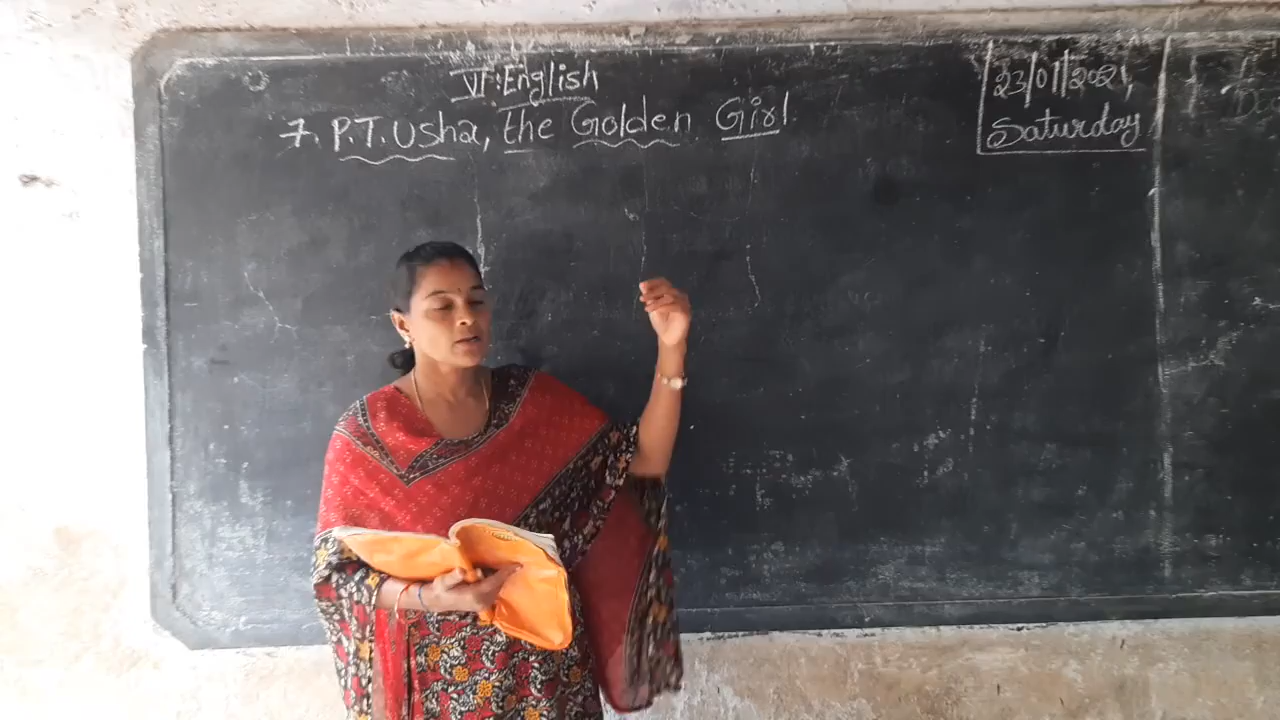 VI : English
7. P.T. Usha, the Golden Girl
23/01/2021,
Saturday